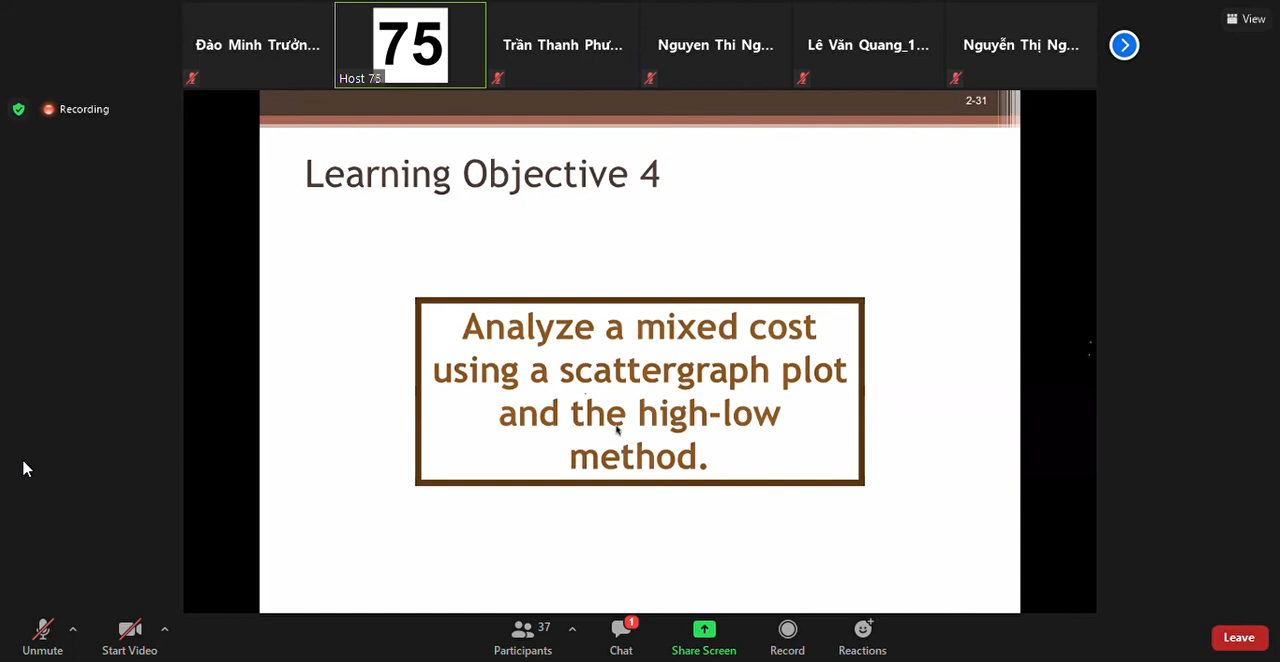 View
Đào Minh Trưởn...
75
Host 75
Trần Thanh Phư...
Nguyen Thi Ng...
Lê Văn Quang_1...
Nguyễn Thị Ng...
Recording
2-31
Learning Objective 4
Analyze a mixed cost
using a scattergraph plot
and the high-low
method.
Unmute
Start Video
37
Participants
1
Chat
Share Screen
Record
Reactions
Leave